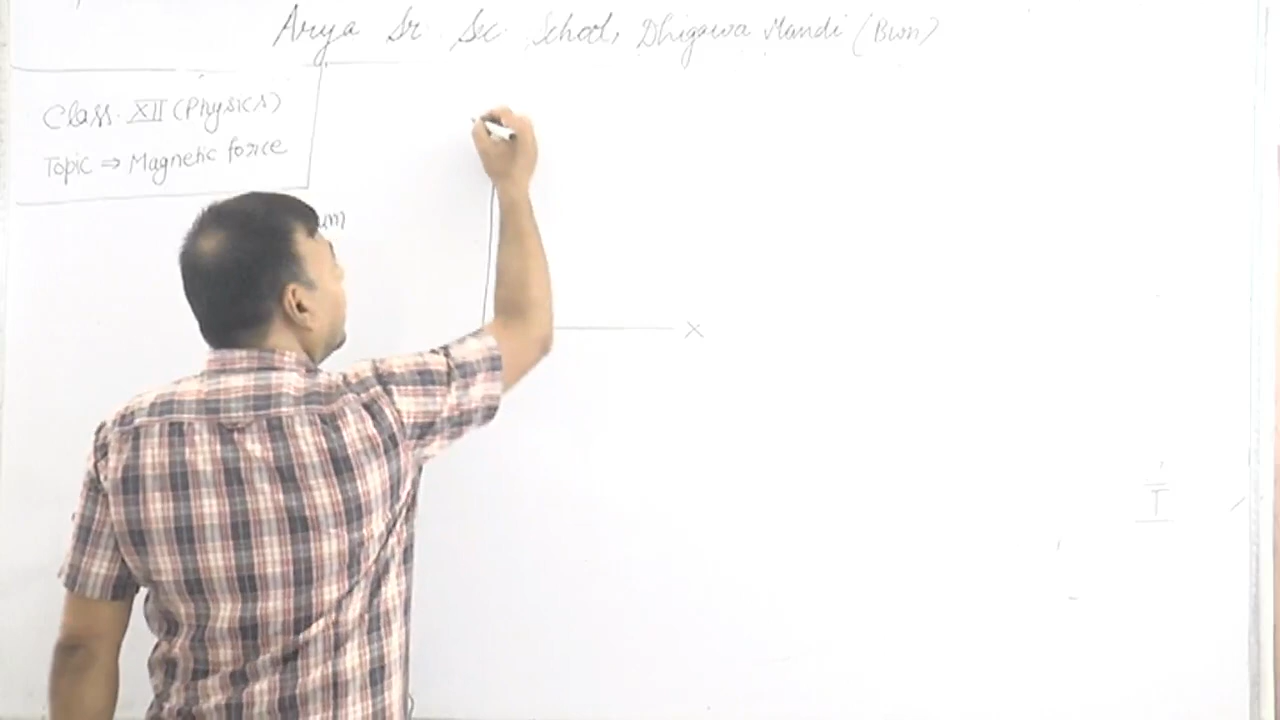 Arya Sr. Sec. School, Dhigawa Mandi (Bwn)
Class. XII (Physics)
Topic ⇒ Magnetic force
X